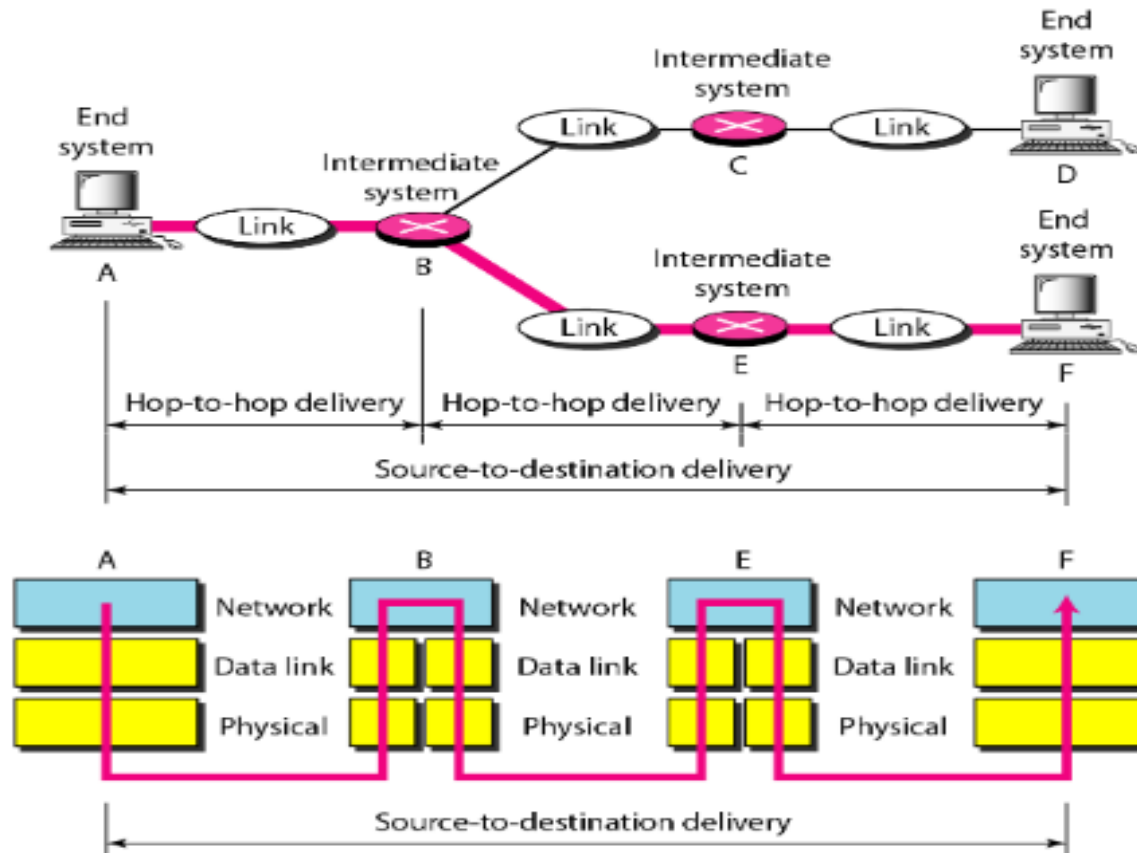 End
system
Intermediate
system
End
system
Link
Link
C
D
Intermediate
system
Link
A
B
End
system
Intermediate
system
Link
Link
E
F
Hop-to-hop delivery
Hop-to-hop delivery
Hop-to-hop delivery
Source-to-destination delivery
A
B
E
F
Network
Network
Network
Data link
Data link
Data link
Physical
Physical
Physical
Source-to-destination delivery